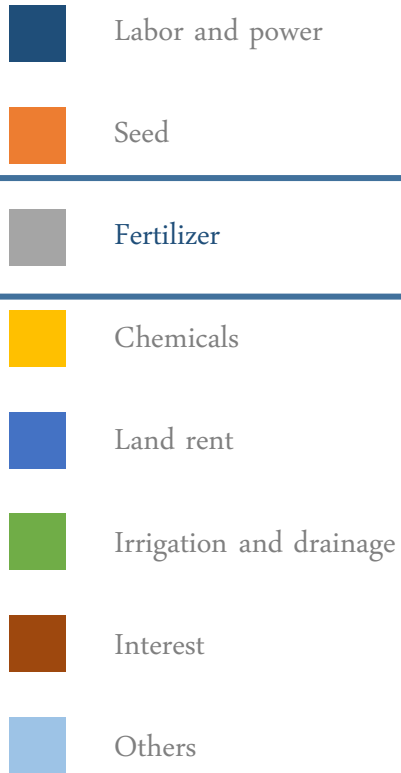 Labor and power
Seed
Fertilizer
Chemicals
Land rent
Irrigation and drainage
Interest
Others